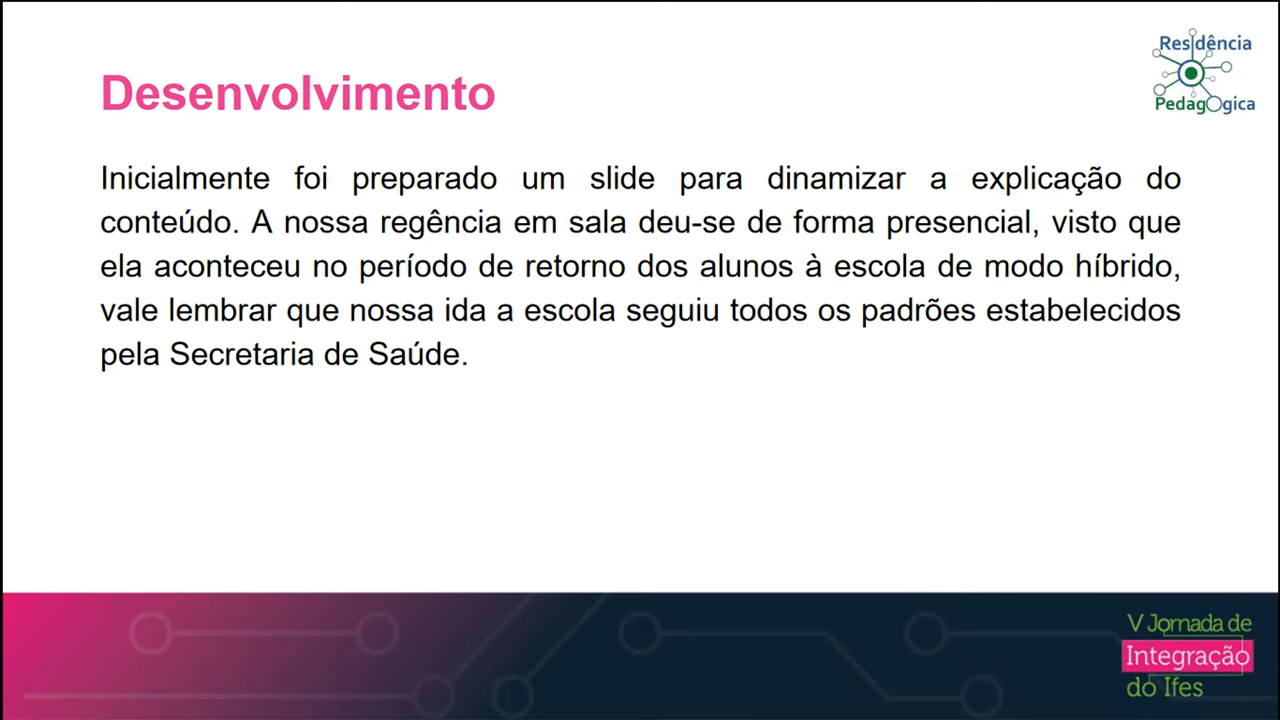 Residência
Pedagógica
Desenvolvimento
Inicialmente foi preparado um slide para dinamizar a explicação do
conteúdo. A nossa regência em sala deu-se de forma presencial, visto que
ela aconteceu no período de retorno dos alunos à escola de modo híbrido,
vale lembrar que nossa ida a escola seguiu todos os padrões estabelecidos
pela Secretaria de Saúde.
V Jornada de
Integração
do Ifes